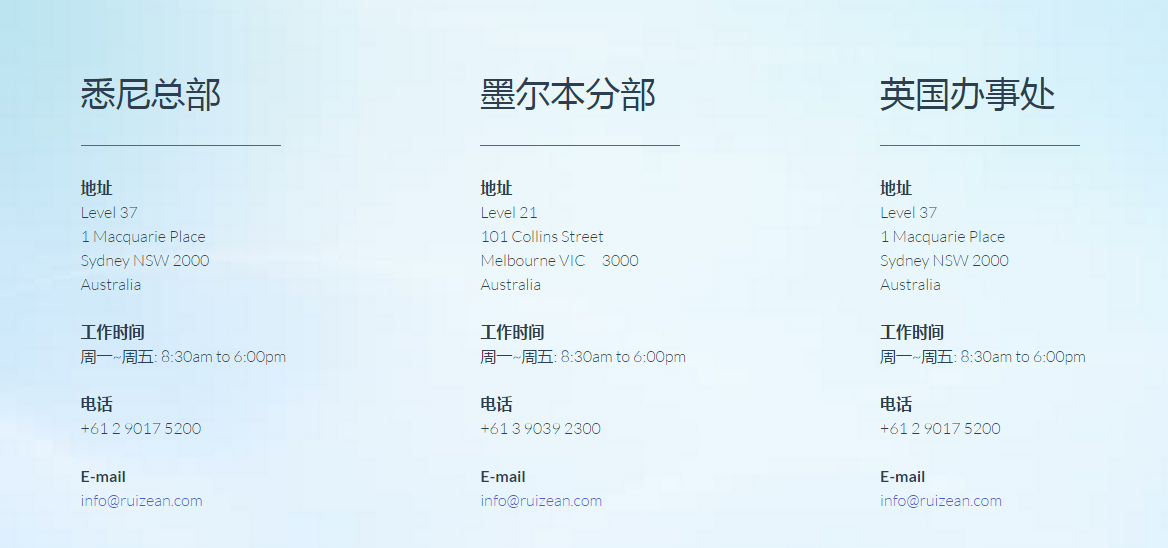 悉尼总部
地址
Level 37
1 Macquarie Place
Sydney NSW 2000
Australia
工作时间
周一~周五: 8:30am to 6:00pm
电话
+61 2 9017 5200
E-mail
info@ruizean.com
墨尔本分部
地址
Level 21
101 Collins Street
Melbourne VIC 3000
Australia
工作时间
周一~周五: 8:30am to 6:00pm
电话
+61 3 9039 2300
E-mail
info@ruizean.com
英国办事处
地址
Level 37
1 Macquarie Place
Sydney NSW 2000
Australia
工作时间
周一~周五: 8:30am to 6:00pm
电话
+61 2 9017 5200
E-mail
info@ruizean.com